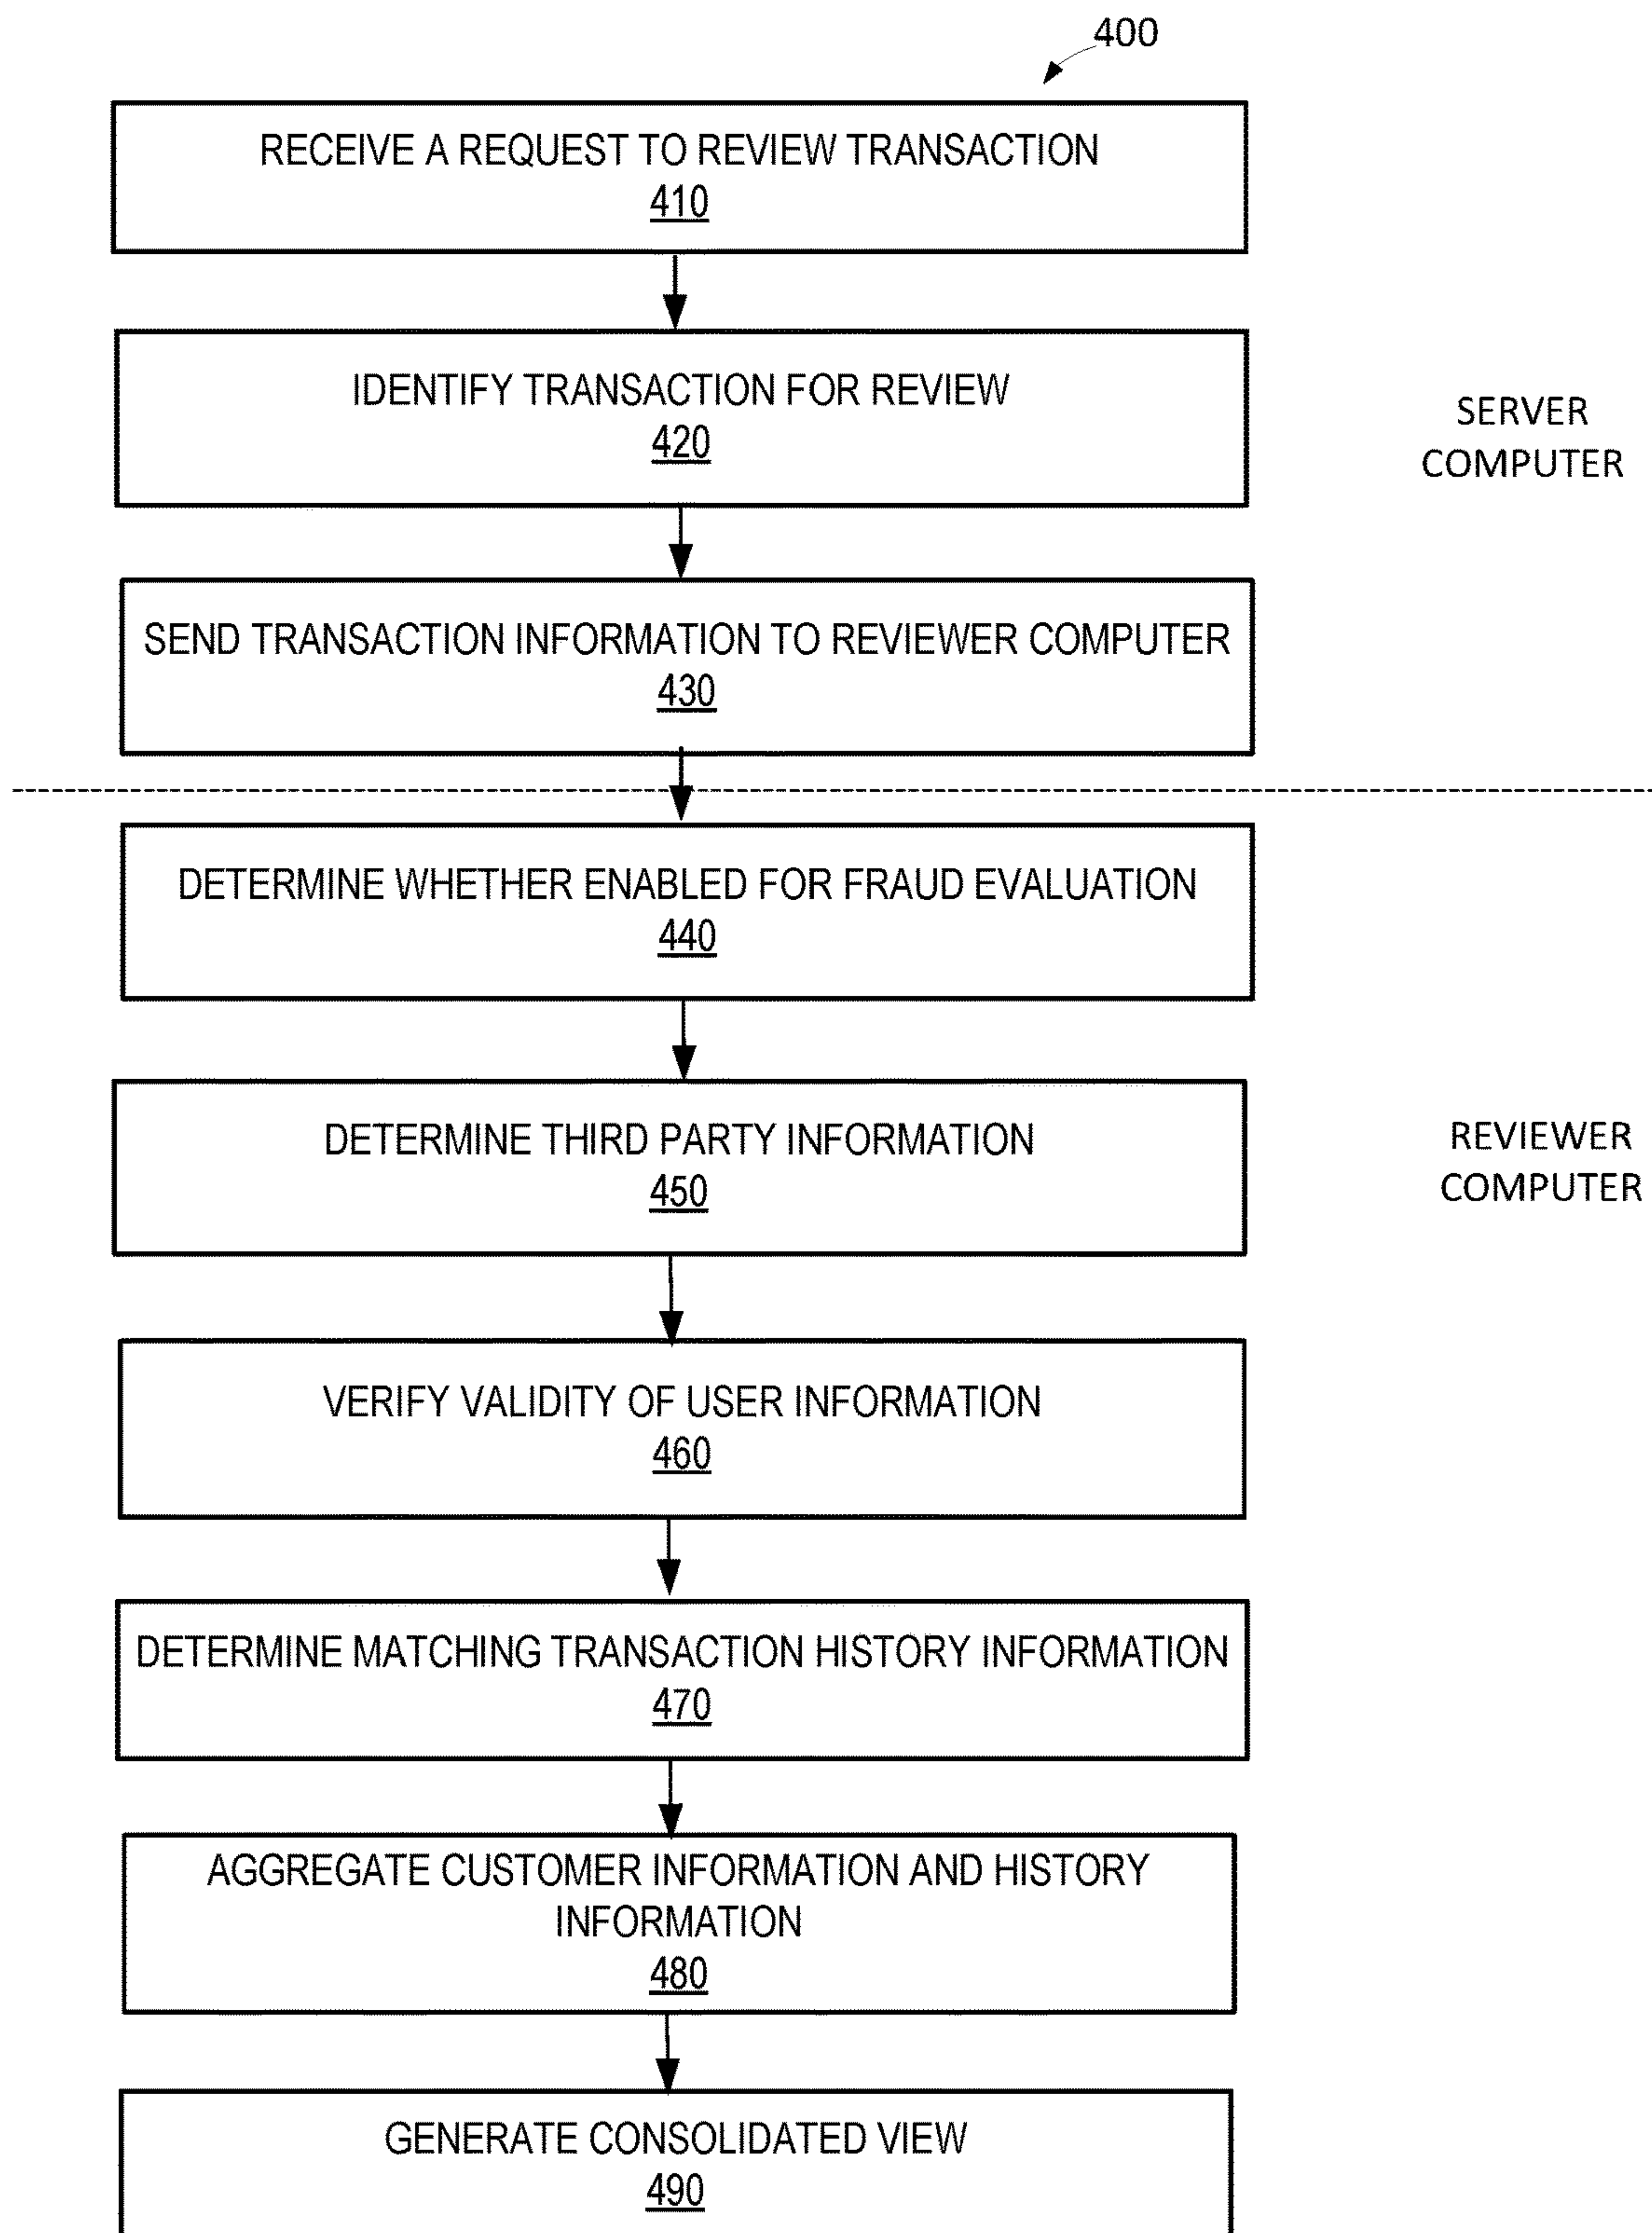 400
RECEIVE A REQUEST TO REVIEW TRANSACTION
410
IDENTIFY TRANSACTION FOR REVIEW
420
SERVER
COMPUTER
SEND TRANSACTION INFORMATION TO REVIEWER COMPUTER
430
DETERMINE WHETHER ENABLED FOR FRAUD EVALUATION
440
DETERMINE THIRD PARTY INFORMATION
450
REVIEWER
COMPUTER
VERIFY VALIDITY OF USER INFORMATION
460
DETERMINE MATCHING TRANSACTION HISTORY INFORMATION
470
AGGREGATE CUSTOMER INFORMATION AND HISTORY
INFORMATION
480
GENERATE CONSOLIDATED VIEW
490